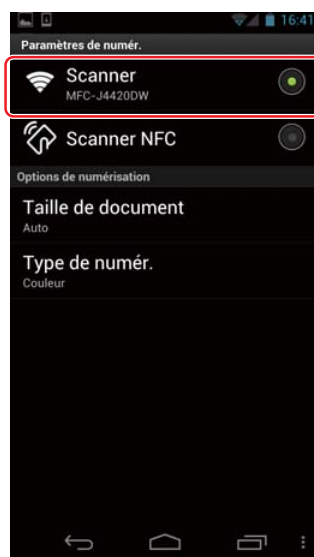 16:41
Paramètres de numér.
Scanner
MFC-J4420DW
Scanner NFC
Options de numérisation
Taille de document
Auto
Type de numér.
Couleur